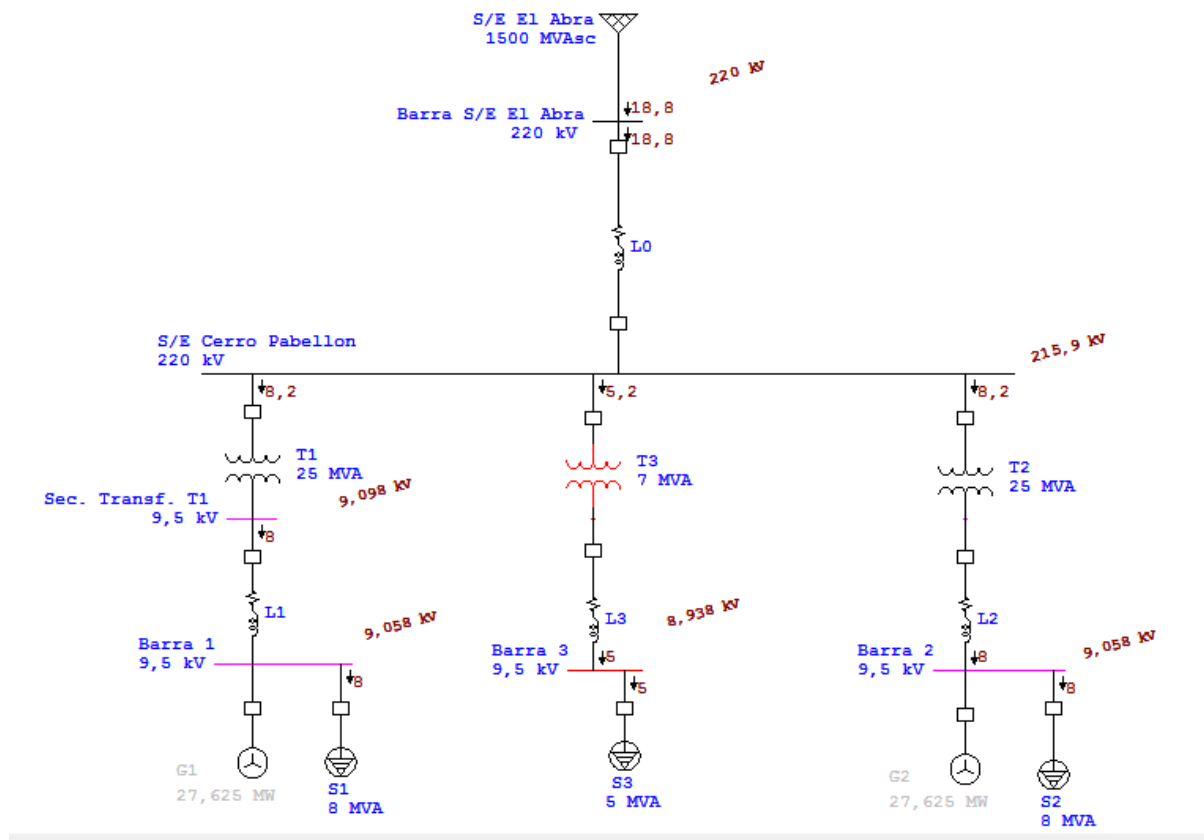 S/E El Abra
1500 MVAsc
220 kV
18,8
Barra S/E El Abra
220 kV
18,8
L0
S/E Cerro Pabellon
220 kV
215,9 kV
8,2
5,2
8,2
T1
25 MVA
T3
7 MVA
T2
25 MVA
Sec. Transf. T1
9,5 kV
9,098 kV
8
L1
L3
L2
9,058 kV
8,938 kV
9,058 kV
Barra 1
9,5 kV
8
Barra 3
9,5 kV
5
5
Barra 2
9,5 kV
8
8
G1
27,625 MW
S1
8 MVA
S3
5 MVA
G2
27,625 MW
S2
8 MVA